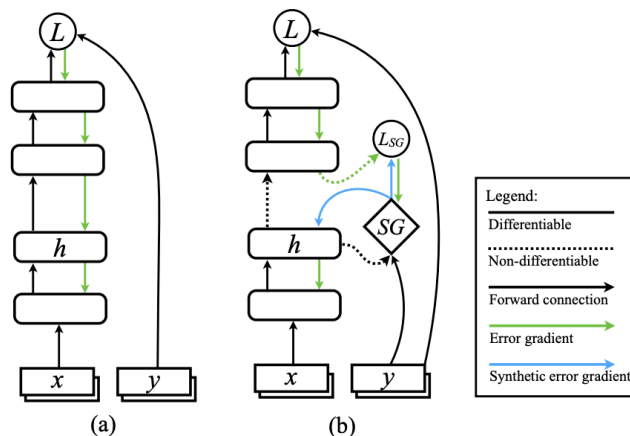 L
h
x
y
(a)
L
L_SG
SG
h
x
y
(b)
Legend:
Differentiable
Non-differentiable
Forward connection
Error gradient
Synthetic error gradient